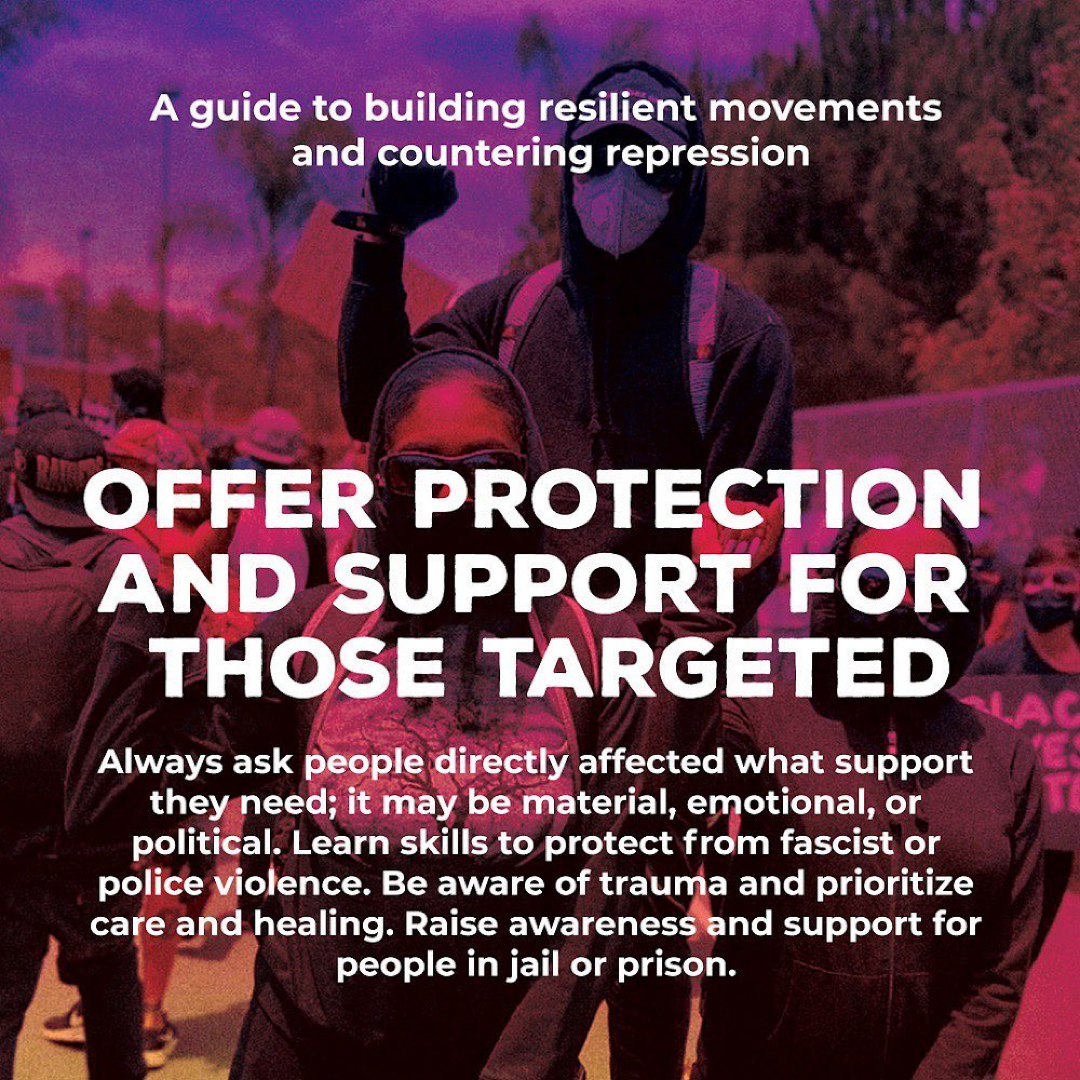 A guide to building resilient movements
and countering repression
OFFER PROTECTION
AND SUPPORT FOR
THOSE TARGETED
Always ask people directly affected what support
they need; it may be material, emotional, or
political. Learn skills to protect from fascist or
police violence. Be aware of trauma and prioritize
care and healing. Raise awareness and support for
people in jail or prison.